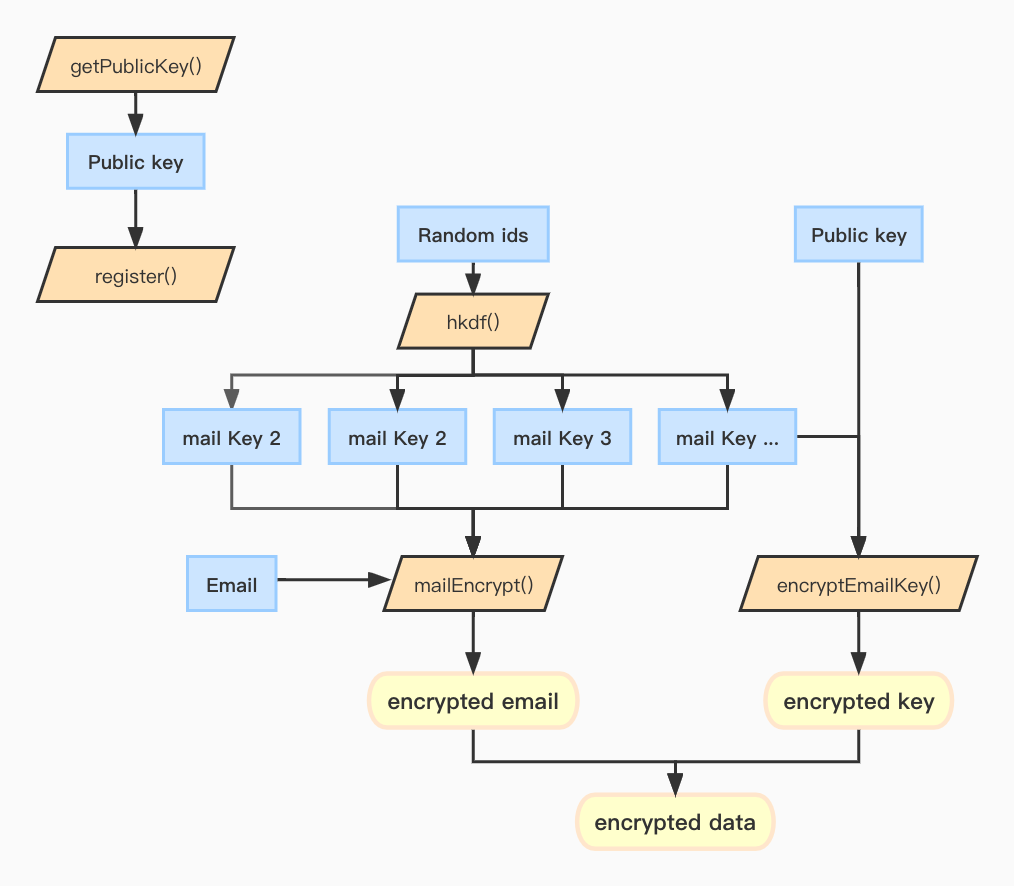 getPublicKey()
Public key
register()
Random ids
Public key
hkdf()
mail Key 2
mail Key 2
mail Key 3
mail Key ...
Email
mailEncrypt()
encryptEmailKey()
encrypted email
encrypted key
encrypted data